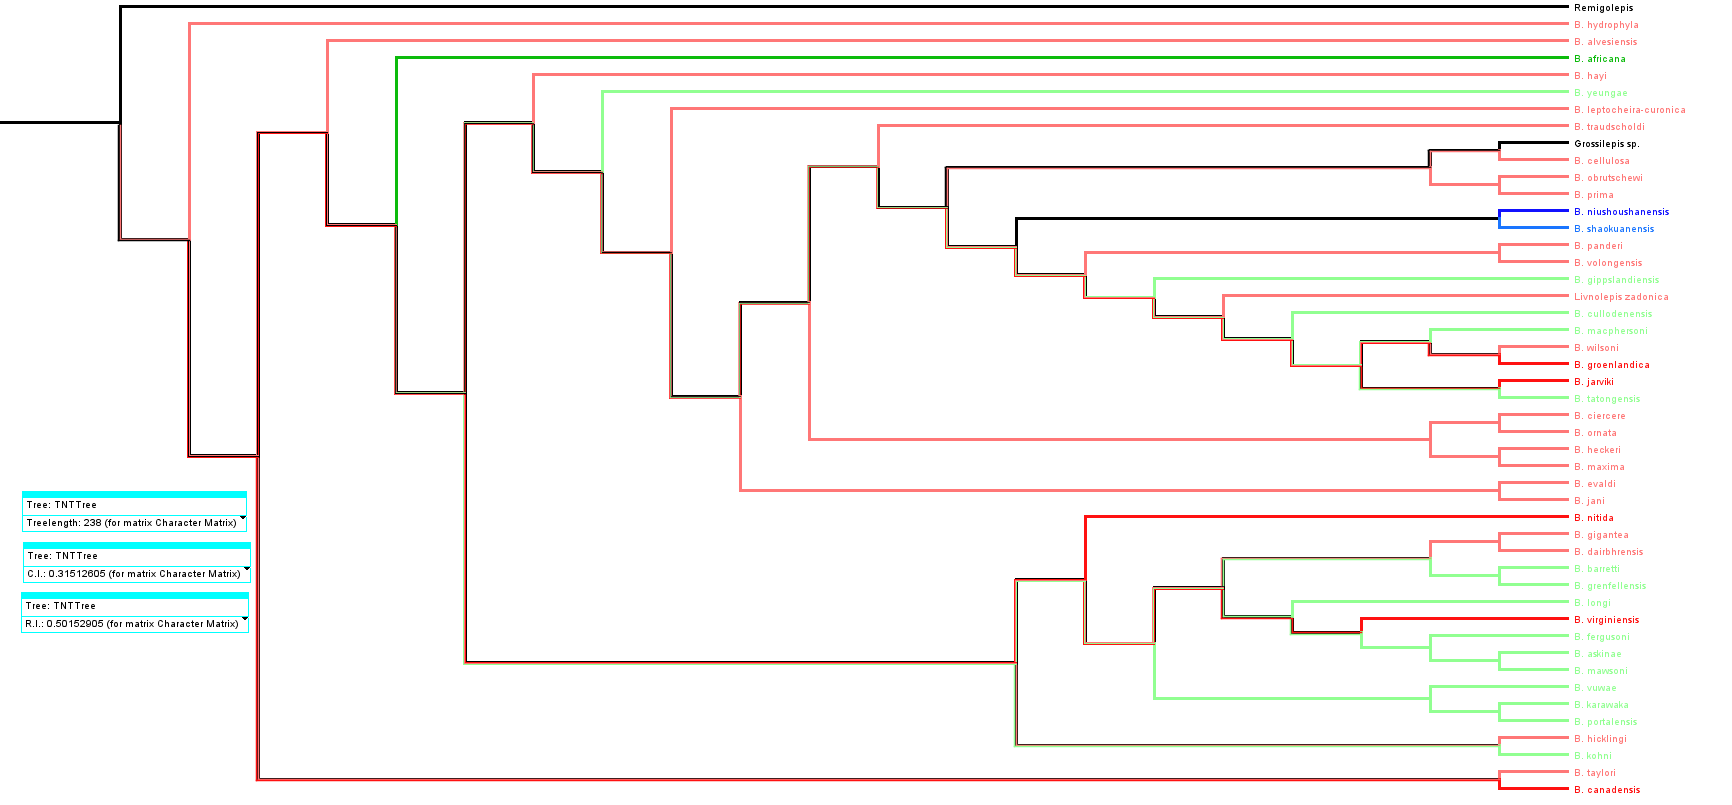 Remigolepis
B. hydrophyla
B. alvesiensis
B. africana
B. hayi
B. yeungae
B. leptocheira-curonica
B. traudscholdi
Grossilepis sp.
B. cellulosa
B. obrutschewi
B. prima
B. niushoushanensis
B. shaokuanensis
B. panderi
B. volongensis
B. gippslandiensis
Livnolepis zadonica
B. cullodenensis
B. macphersoni
B. wilsoni
B. groenlandica
B. jarviki
B. tatongensis
B. ciercere
B. ornata
B. heckeri
B. maxima
B. evaldi
B. jani
Tree: TNTTree
Treelength: 238 (for matrix Character Matrix)
B. nitida
B. gigantea
B. dairbhrensis
Tree: TNTTree
C.I.: 0.31512605 (for matrix Character Matrix)
B. barretti
B. grenfellensis
B. longi
Tree: TNTTree
R.I.: 0.50152905 (for matrix Character Matrix)
B. virginiensis
B. fergusoni
B. askinae
B. mawsoni
B. vuwae
B. karawaka
B. portalensis
B. hicklingi
B. kohni
B. taylori
B. canadensis